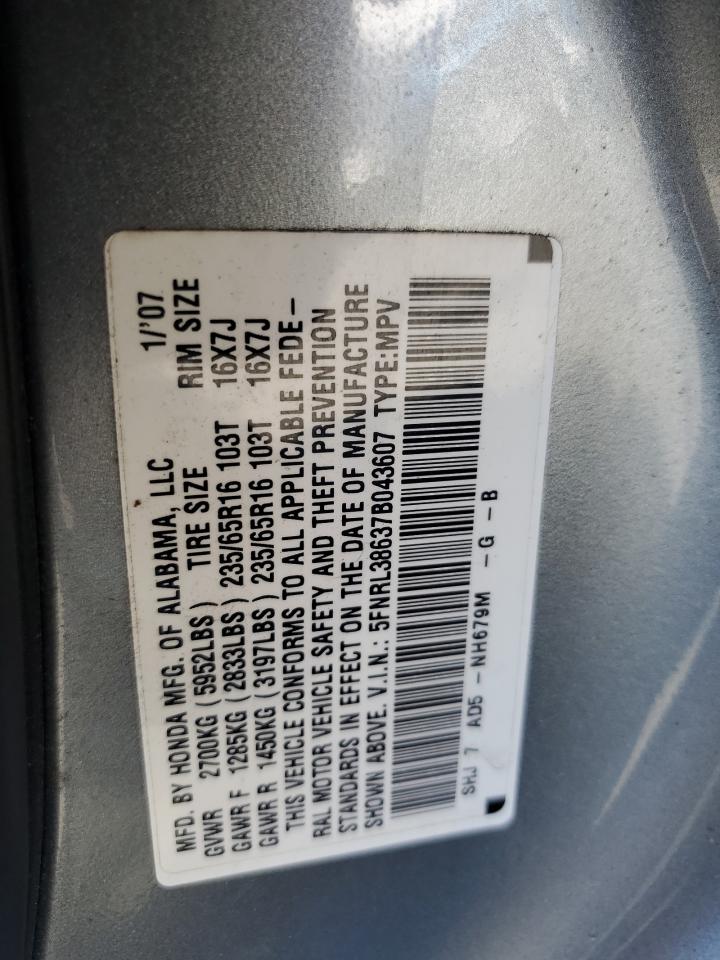 MFD. BY HONDA MFG. OF ALABAMA, LLC 1/'07
GVWR 2700KG (5952LBS) TIRE SIZE RIM SIZE
GAWR F 1285KG (2833LBS) 235/65R16 103T 16X7J
GAWR R 1450KG (3197LBS) 235/65R16 103T 16X7J
THIS VEHICLE CONFORMS TO ALL APPLICABLE FEDE-
RAL MOTOR VEHICLE SAFETY AND THEFT PREVENTION
STANDARDS IN EFFECT ON THE DATE OF MANUFACTURE
SHOWN ABOVE. V.I.N.: 5FNRL38637B043607 TYPE:MPV
SHJ 7 AD5 -NH679M -G -B